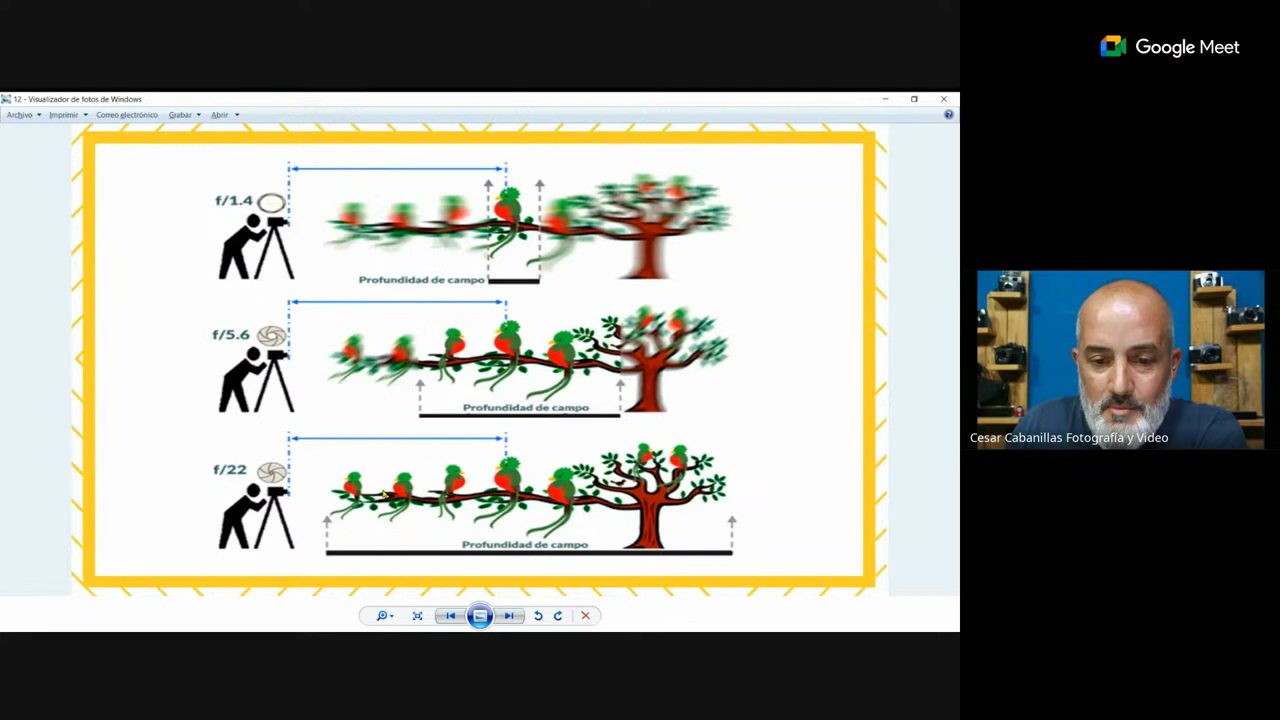 Google Meet
12 - Visualizador de fotos de Windows
Archivo Imprimir Correo electrónico Grabar Abrir
f/1.4
Profundidad de campo
f/5.6
Profundidad de campo
f/22
Profundidad de campo
Cesar Cabanillas Fotografía y Video